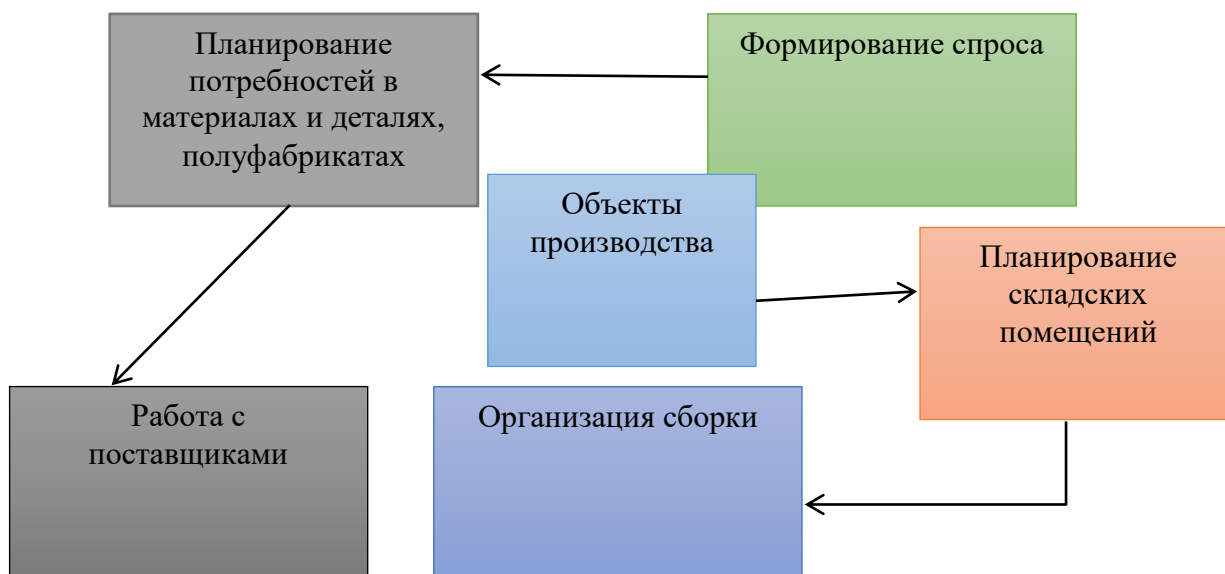 Планирование
потребностей в
материалах и деталях,
полуфабрикатах
Формирование спроса
Объекты
производства
Планирование
складских
помещений
Работа с
поставщиками
Организация сборки